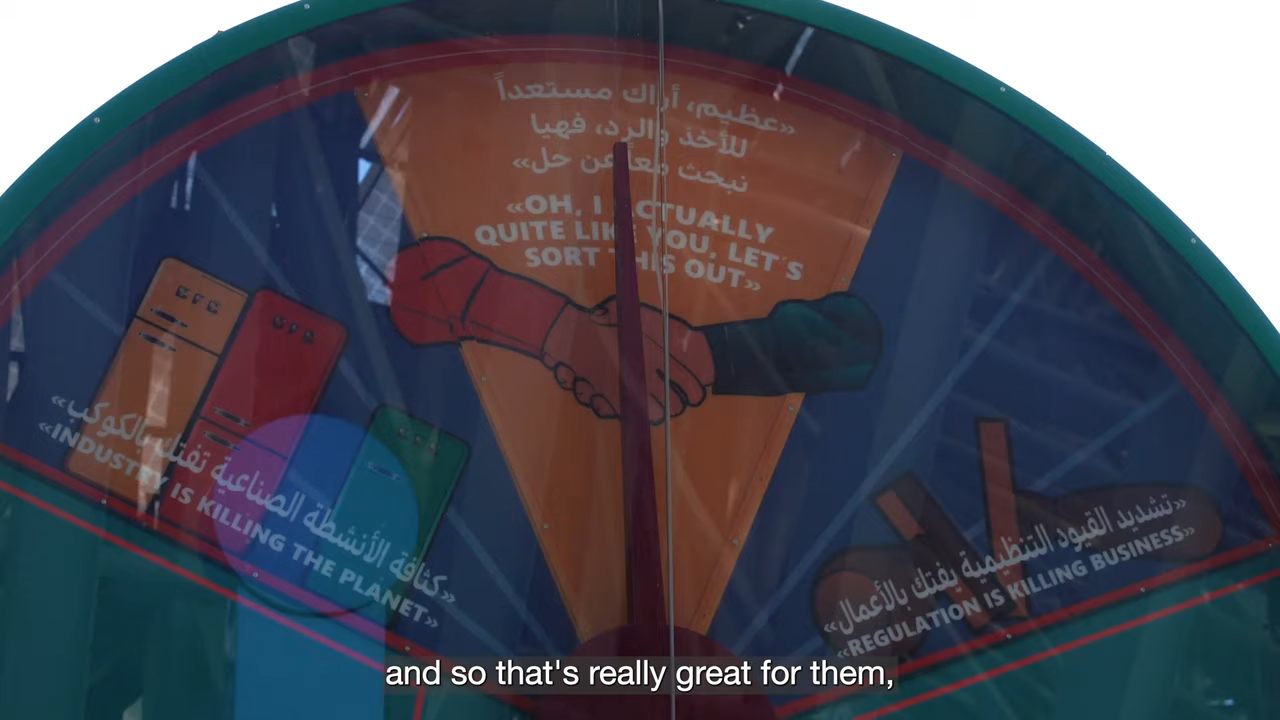 «عظيم، أراك مستعداً
للأخذ والرد، فهيا
نبحث معاً عن حل»
«OH, I ACTUALLY
QUITE LIKE YOU, LET'S
SORT THIS OUT»
«كثافة الأنشطة الصناعية تفتك بالكوكب»
«INDUSTRY IS KILLING THE PLANET»
«تشديد القيود التنظيمية يفتك بالأعمال»
«REGULATION IS KILLING BUSINESS»
and so that's really great for them,